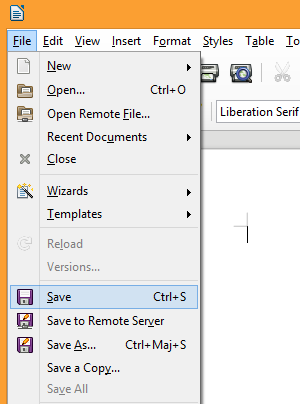 File Edit View Insert Format Styles Table
New
Open... Ctrl+O
Liberation Serif
Open Remote File...
Recent Documents
Close
Wizards
Templates
Reload
Versions...
Save Ctrl+S
Save to Remote Server
Save As... Ctrl+Maj+S
Save a Copy...
Save All